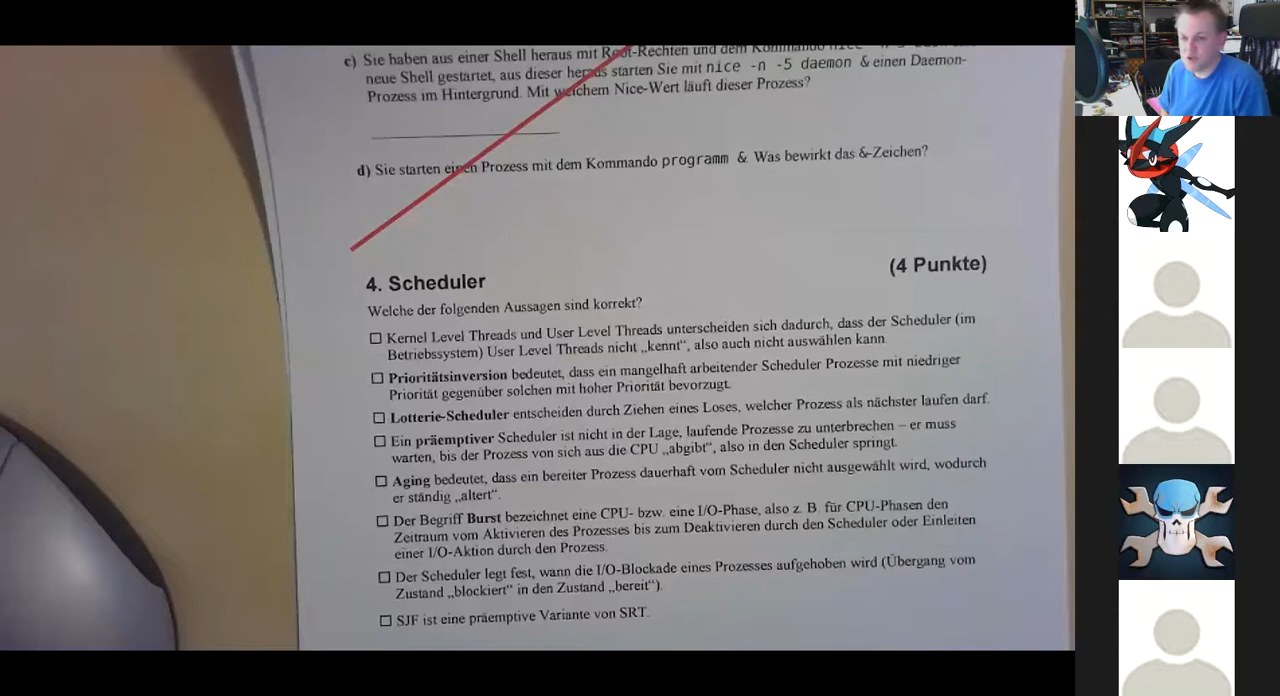 c) Sie haben aus einer Shell heraus mit Root-Rechten und dem Kommando nice
neue Shell gestartet, aus dieser heraus starten Sie mit nice -n -5 daemon & einen Daemon-
Prozess im Hintergrund. Mit welchem Nice-Wert läuft dieser Prozess?
d) Sie starten einen Prozess mit dem Kommando programm &. Was bewirkt das &-Zeichen?
4. Scheduler (4 Punkte)
Welche der folgenden Aussagen sind korrekt?
☐ Kernel Level Threads und User Level Threads unterscheiden sich dadurch, dass der Scheduler (im
Betriebssystem) User Level Threads nicht „kennt“, also auch nicht auswählen kann.
☐ Prioritätsinversion bedeutet, dass ein mangelhaft arbeitender Scheduler Prozesse mit niedriger
Priorität gegenüber solchen mit hoher Priorität bevorzugt.
☐ Lotterie-Scheduler entscheiden durch Ziehen eines Loses, welcher Prozess als nächster laufen darf.
☐ Ein präemptiver Scheduler ist nicht in der Lage, laufende Prozesse zu unterbrechen – er muss
warten, bis der Prozess von sich aus die CPU „abgibt“, also in den Scheduler springt.
☐ Aging bedeutet, dass ein bereiter Prozess dauerhaft vom Scheduler nicht ausgewählt wird, wodurch
er ständig „altert“.
☐ Der Begriff Burst bezeichnet eine CPU- bzw. eine I/O-Phase, also z. B. für CPU-Phasen den
Zeitraum vom Aktivieren des Prozesses bis zum Deaktivieren durch den Scheduler oder Einleiten
einer I/O-Aktion durch den Prozess.
☐ Der Scheduler legt fest, wann die I/O-Blockade eines Prozesses aufgehoben wird (Übergang vom
Zustand „blockiert“ in den Zustand „bereit“).
☐ SJF ist eine präemptive Variante von SRT.